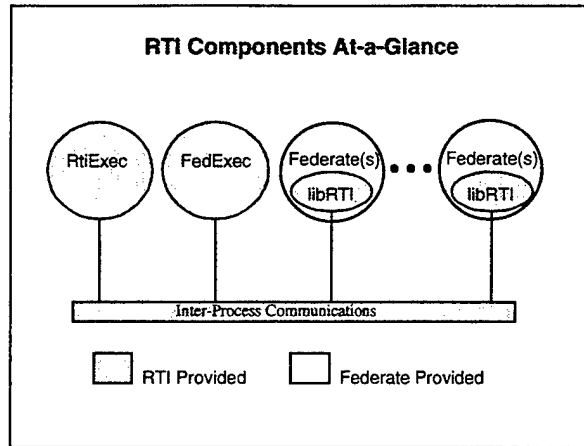 RTI Components At-a-Glance
RtiExec
FedExec
Federate(s)
libRTI
Federate(s)
libRTI
Inter-Process Communications
RTI Provided
Federate Provided